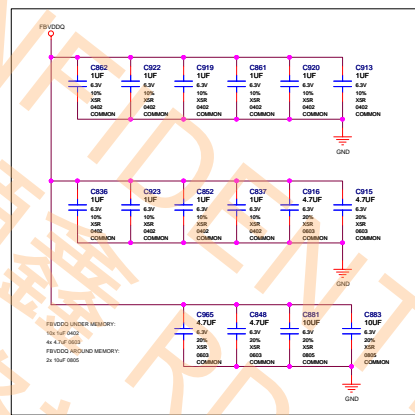 FBVDDQ
C862 C922 C919 C861 C920 C913
1UF 1UF 1UF 1UF 1UF 1UF
6.3V 6.3V 6.3V 6.3V 6.3V 6.3V
10% 10% 10% 10% 10% 10%
X5R X5R X5R X5R X5R X5R
0402 0402 0402 0402 0402 0402
COMMON COMMON COMMON COMMON COMMON COMMON
GND
C836 C923 C852 C837 C916 C915
1UF 1UF 1UF 1UF 4.7UF 4.7UF
6.3V 6.3V 6.3V 6.3V 6.3V 6.3V
10% 10% 10% 10% 20% 20%
X5R X5R X5R X5R X5R X5R
0402 0402 0402 0402 0603 0603
COMMON COMMON COMMON COMMON COMMON COMMON
GND
C965 C848 C881 C883
4.7UF 4.7UF 10UF 10UF
6.3V 6.3V 6.3V 6.3V
20% 20% 20% 20%
X5R X5R X5R X5R
0603 0603 0805 0805
COMMON COMMON COMMON COMMON
GND
FBVDDQ UNDER MEMORY:
10x 1uF 0402
4x 4.7uF 0603
FBVDDQ AROUND MEMORY:
2x 10uF 0805